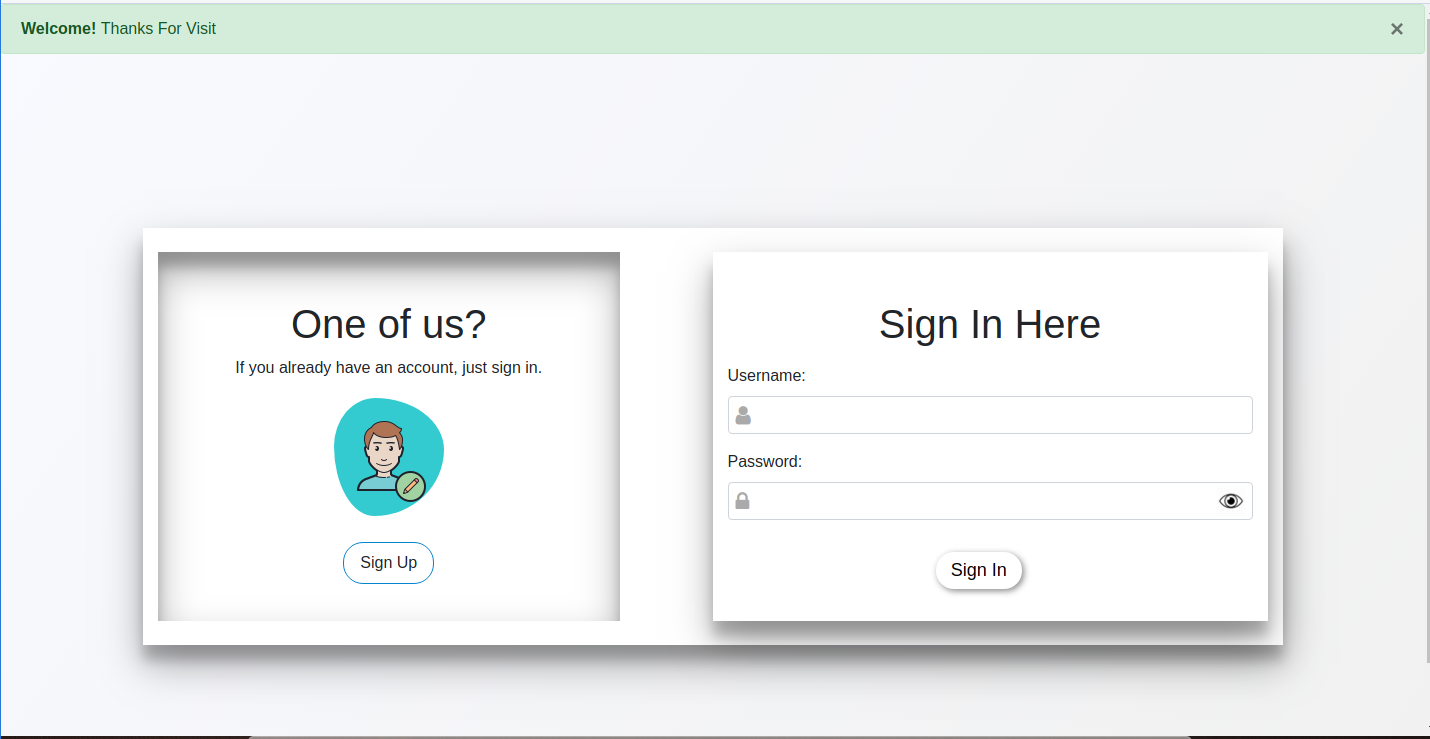 Welcome! Thanks For Visit
×
One of us?
If you already have an account, just sign in.
Sign Up
Sign In Here
Username:
Password:
Sign In